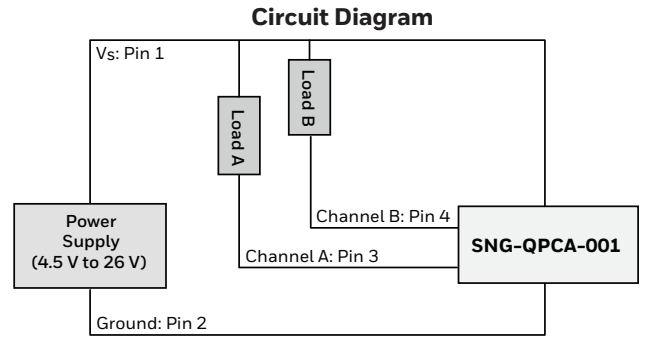 Circuit Diagram
Vs: Pin 1
Load A
Load B
Channel B: Pin 4
Power
Supply
(4.5 V to 26 V)
SNG-QPCA-001
Channel A: Pin 3
Ground: Pin 2